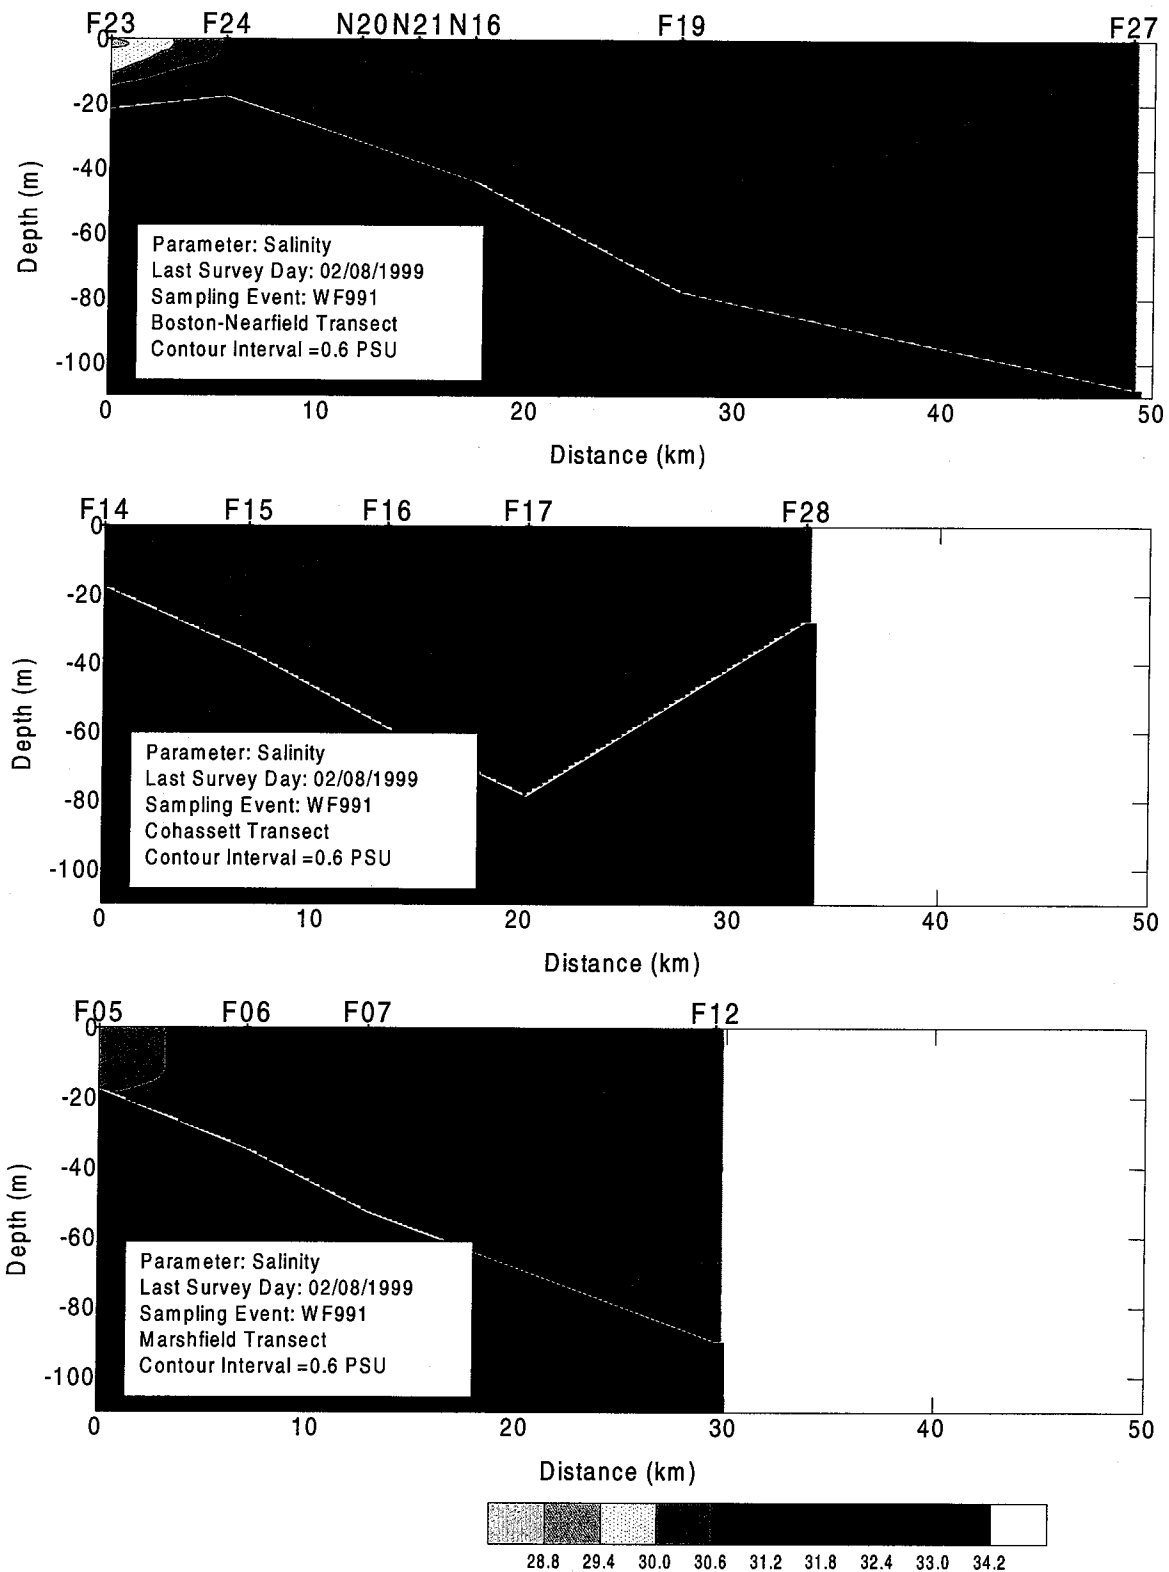 F23 F24 N20 N21 N16 F19 F27
0
-20
-40
-60
-80
-100
Depth (m)
Parameter: Salinity
Last Survey Day: 02/08/1999
Sampling Event: WF991
Boston-Nearfield Transect
Contour Interval =0.6 PSU
0 10 20 30 40 50
Distance (km)
F14 F15 F16 F17 F28
0
-20
-40
-60
-80
-100
Depth (m)
Parameter: Salinity
Last Survey Day: 02/08/1999
Sampling Event: WF991
Cohassett Transect
Contour Interval =0.6 PSU
0 10 20 30 40 50
Distance (km)
F05 F06 F07 F12
0
-20
-40
-60
-80
-100
Depth (m)
Parameter: Salinity
Last Survey Day: 02/08/1999
Sampling Event: WF991
Marshfield Transect
Contour Interval =0.6 PSU
0 10 20 30 40 50
Distance (km)
28.8 29.4 30.0 30.6 31.2 31.8 32.4 33.0 34.2